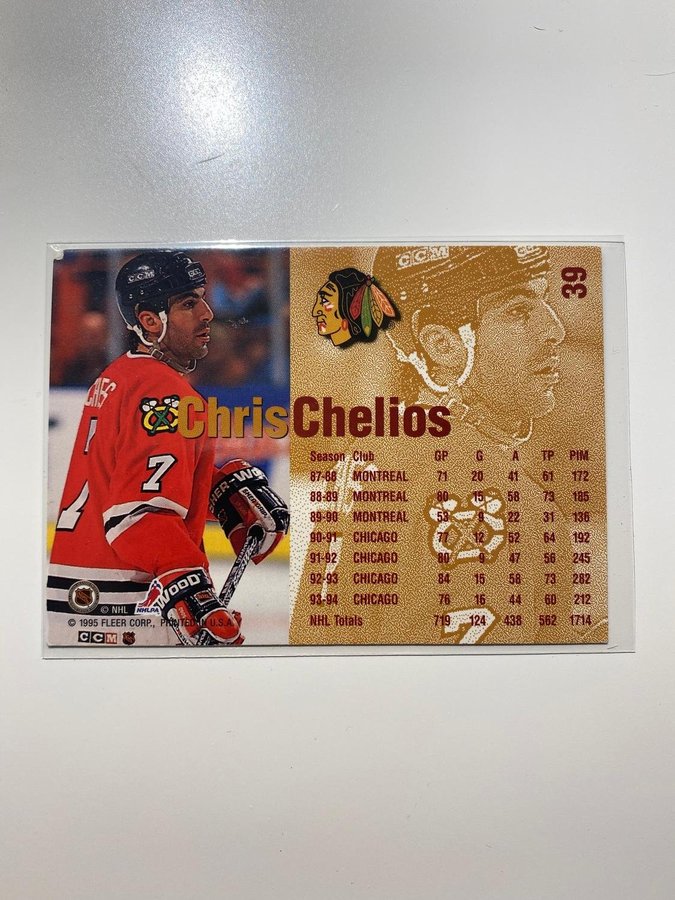 CCM
CCM
39
ChrisChelios
7
Season Club GP G A TP PIM
87-88 MONTREAL 71 20 41 61 172
88-89 MONTREAL 80 15 58 73 185
89-90 MONTREAL 53 9 22 31 136
90-91 CHICAGO 77 12 52 64 192
91-92 CHICAGO 80 9 47 56 245
92-93 CHICAGO 84 15 58 73 282
93-94 CHICAGO 76 16 44 60 212
NHL Totals 719 124 438 562 1714
© NHL NHLPA
© 1995 FLEER CORP., PRINTED IN U.S.A.
CCM
7